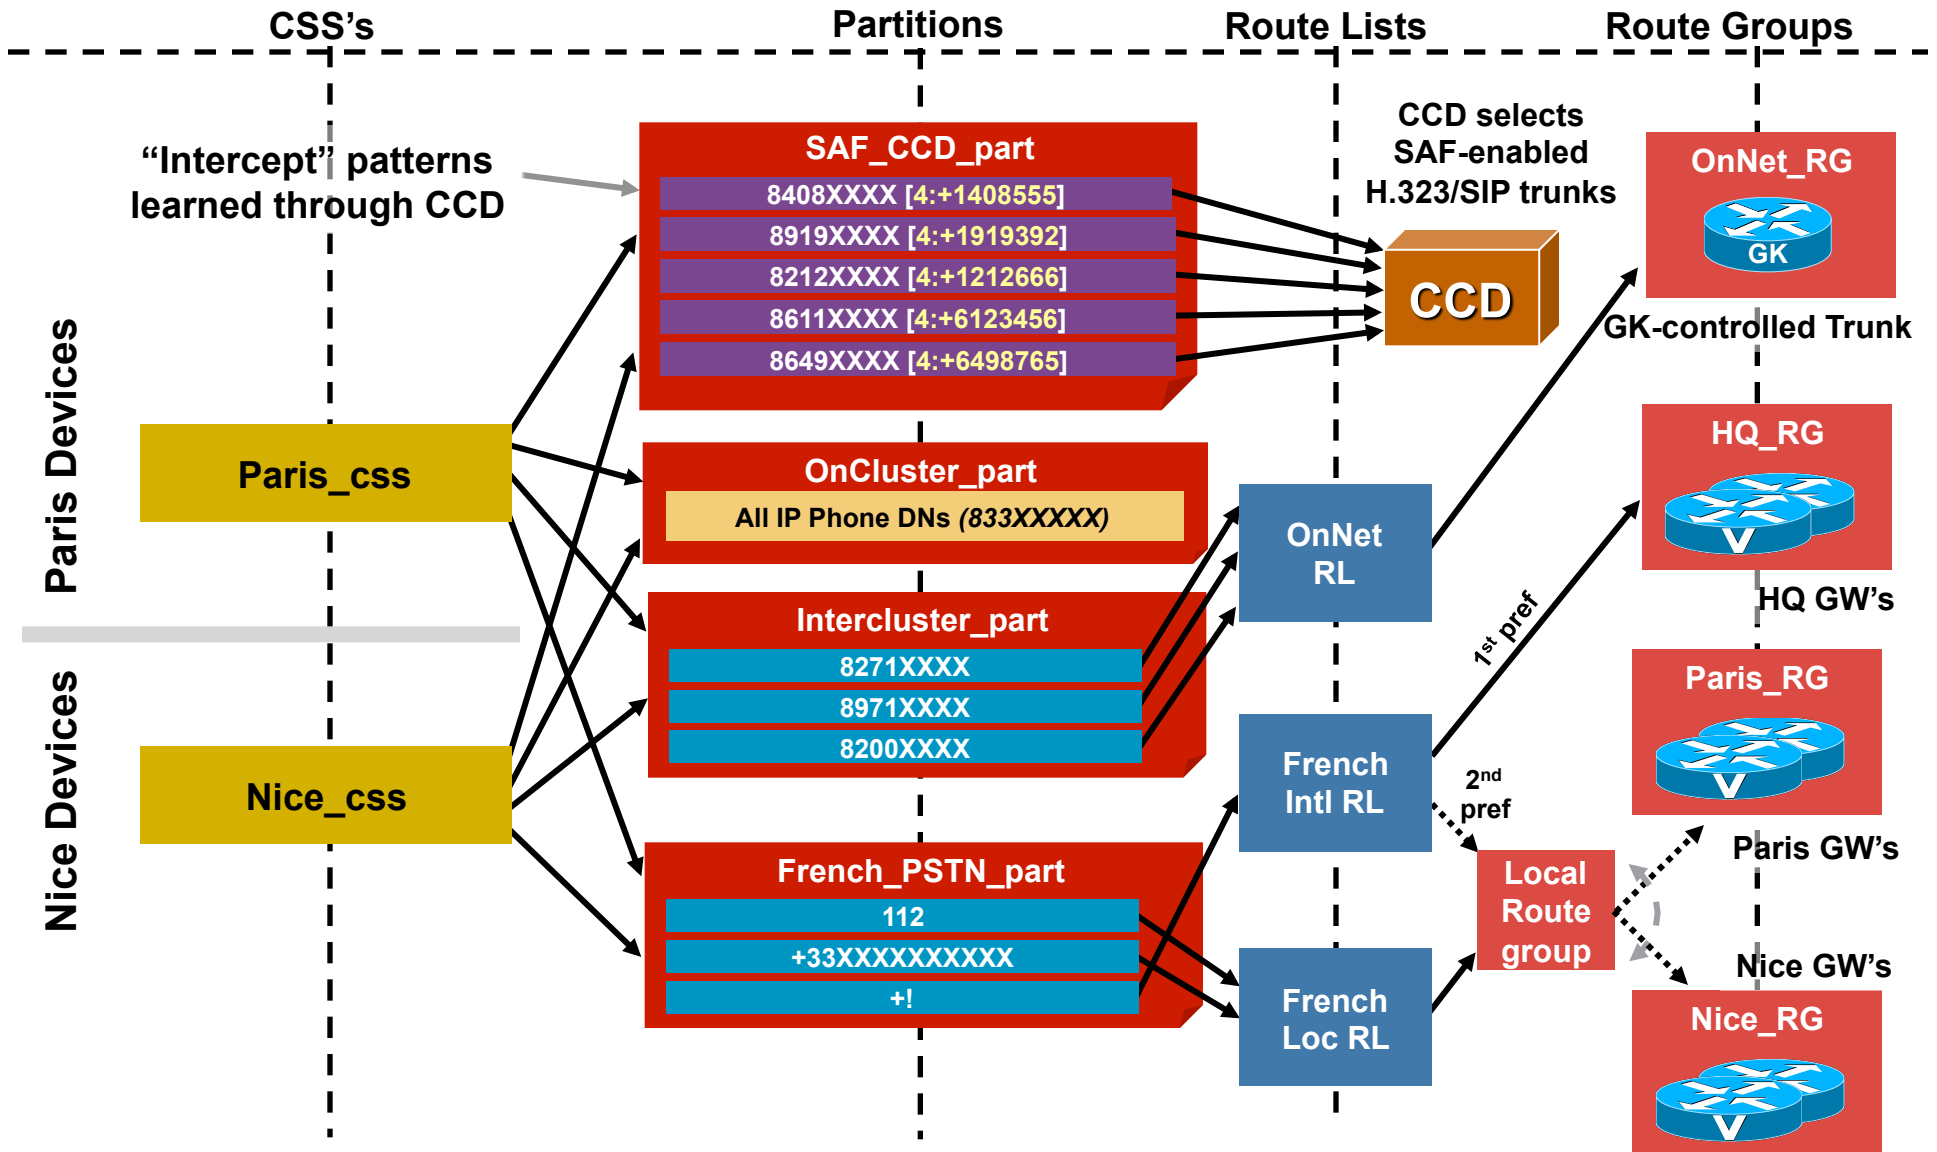 CSS's
Partitions
Route Lists
Route Groups
“Intercept” patterns
learned through CCD
SAF_CCD_part
8408XXXX [4:+1408555]
8919XXXX [4:+1919392]
8212XXXX [4:+1212666]
8611XXXX [4:+6123456]
8649XXXX [4:+6498765]
CCD selects
SAF-enabled
H.323/SIP trunks
CCD
OnNet_RG
GK
GK-controlled Trunk
Paris Devices
Paris_css
OnCluster_part
All IP Phone DNs (833XXXXX)
OnNet
RL
HQ_RG
V
HQ GW's
Intercluster_part
8271XXXX
8971XXXX
8200XXXX
1st pref
Paris_RG
V
Paris GW's
Nice Devices
Nice_css
French
Intl RL
2nd
pref
French_PSTN_part
112
+33XXXXXXXXXX
+!
Local
Route
group
French
Loc RL
Nice GW's
Nice_RG
V